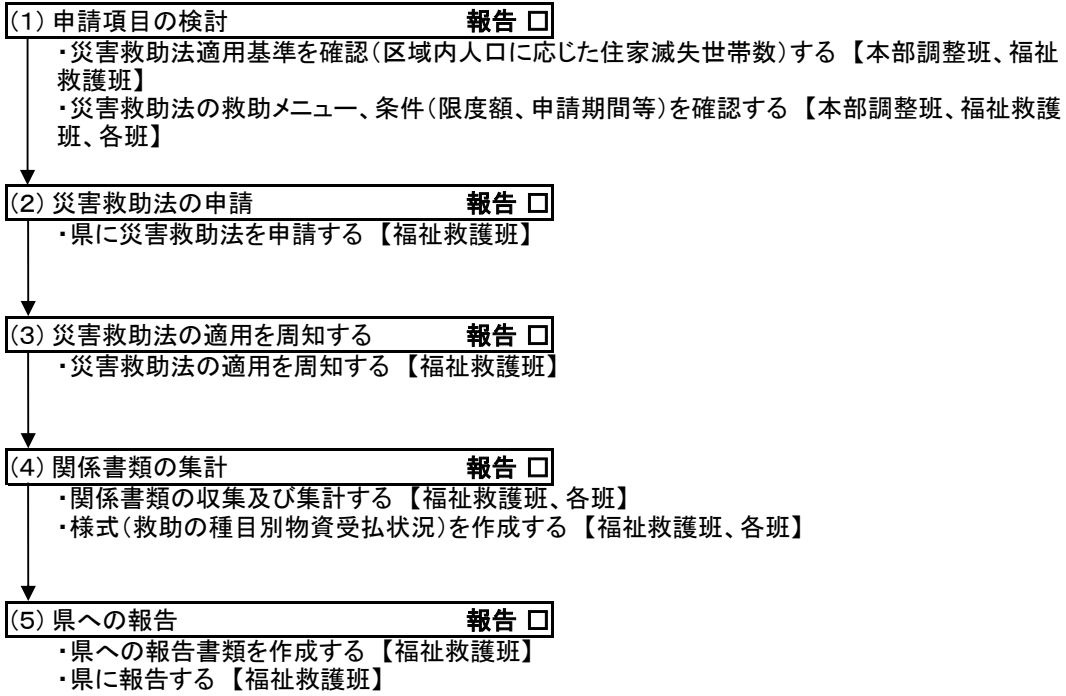 (1) 申請項目の検討 報告 □
・災害救助法適用基準を確認(区域内人口に応じた住家滅失世帯数)する 【本部調整班、福祉
救護班】
・災害救助法の救助メニュー、条件(限度額、申請期間等)を確認する 【本部調整班、福祉救護
班、各班】
(2) 災害救助法の申請 報告 □
・県に災害救助法を申請する 【福祉救護班】
(3) 災害救助法の適用を周知する 報告 □
・災害救助法の適用を周知する 【福祉救護班】
(4) 関係書類の集計 報告 □
・関係書類の収集及び集計する 【福祉救護班、各班】
・様式(救助の種目別物資受払状況)を作成する 【福祉救護班、各班】
(5) 県への報告 報告 □
・県への報告書類を作成する 【福祉救護班】
・県に報告する 【福祉救護班】